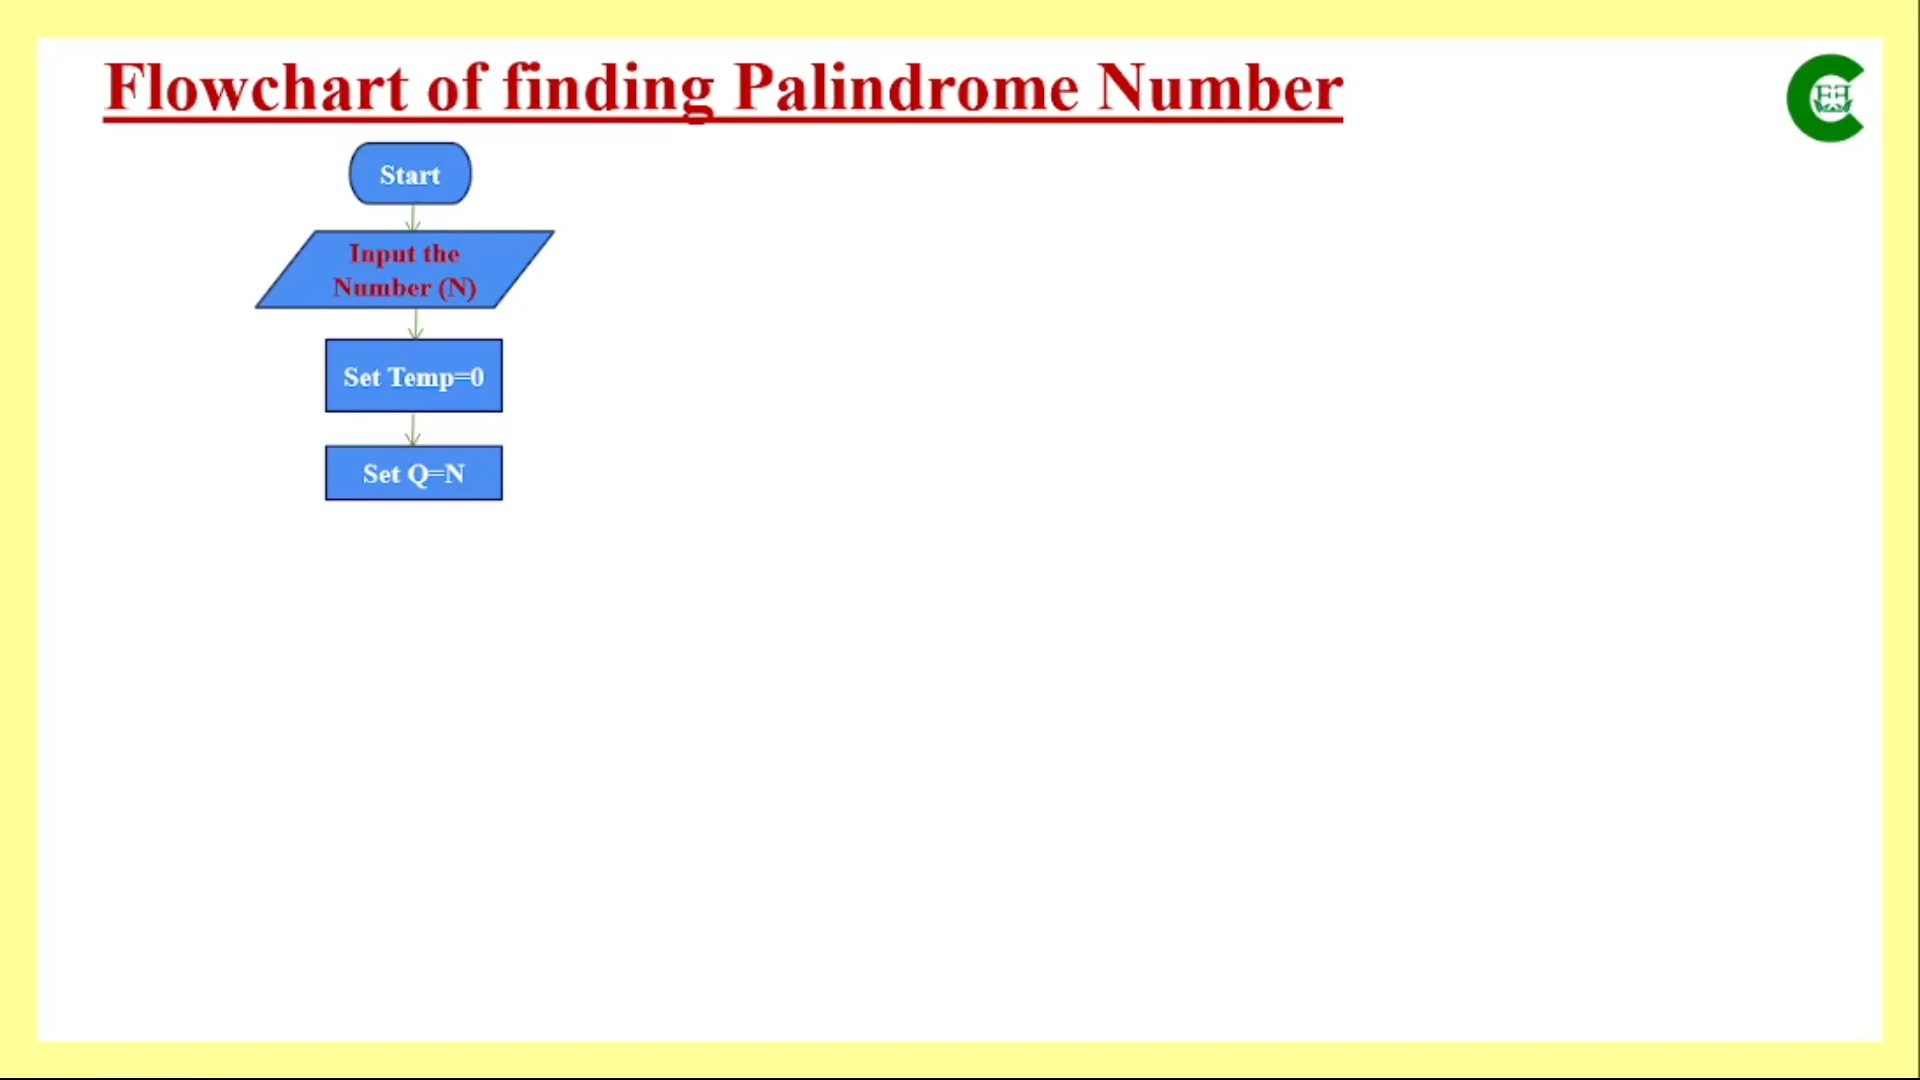 Flowchart of finding Palindrome Number
Start
Input the
Number (N)
Set Temp=0
Set Q=N